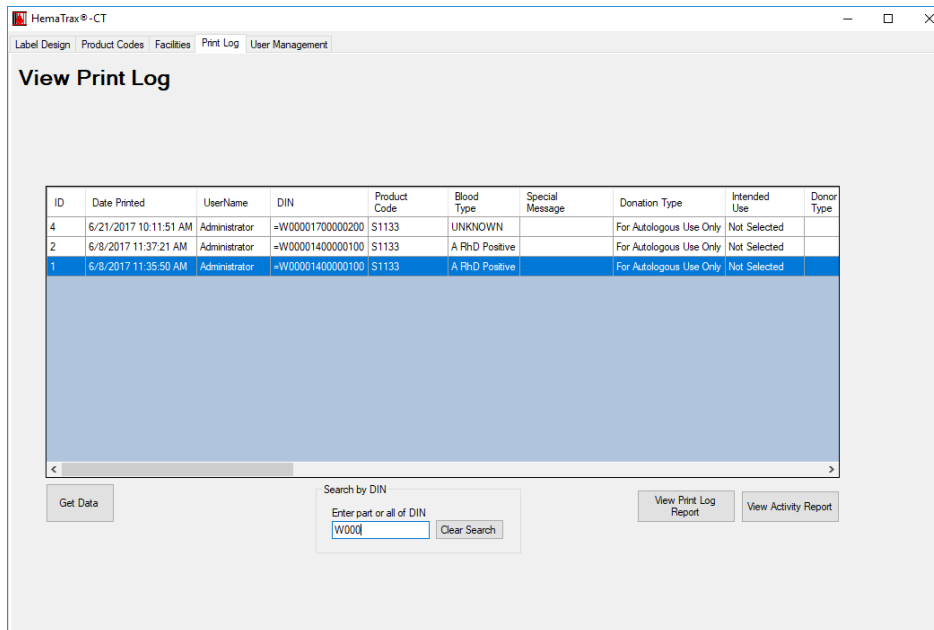 HemaTrax®-CT
Label Design Product Codes Facilities Print Log User Management
View Print Log
ID Date Printed UserName DIN Product Code Blood Type Special Message Donation Type Intended Use Donor Type
4 6/21/2017 10:11:51 AM Administrator =W00001700000200 S1133 UNKNOWN For Autologous Use Only Not Selected
2 6/8/2017 11:37:21 AM Administrator =W00001400000100 S1133 A RhD Positive For Autologous Use Only Not Selected
1 6/8/2017 11:35:50 AM Administrator =W00001400000100 S1133 A RhD Positive For Autologous Use Only Not Selected
Get Data
Search by DIN
Enter part or all of DIN
W000
Clear Search
View Print Log
Report
View Activity Report